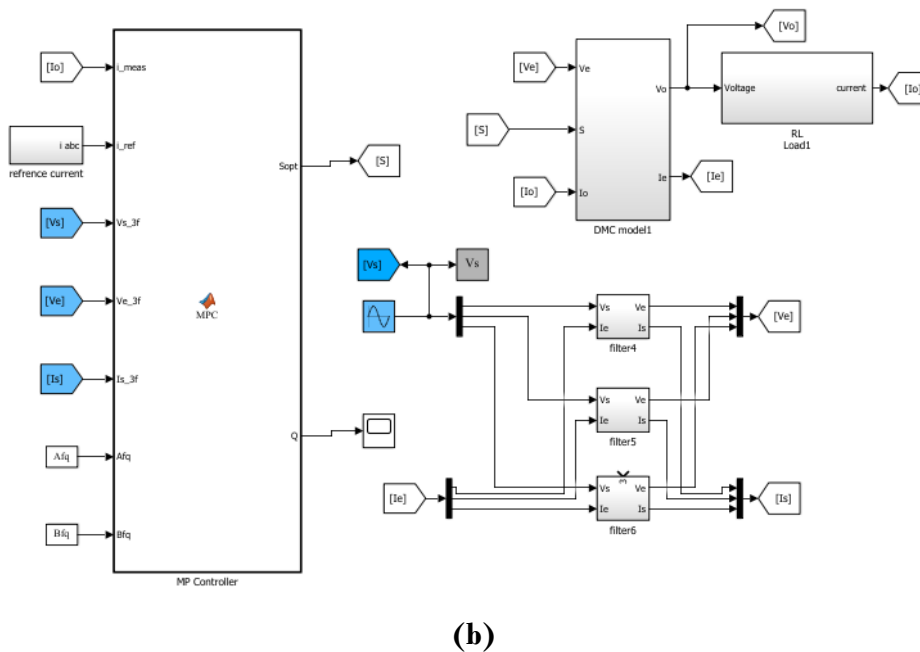 [Io]
i_meas
i abc
i_ref
refrence current
[Vs]
Vs_3f
[Ve]
Ve_3f
[Is]
Is_3f
Afq
Afq
Bfq
Bfq
MPC
Sopt
[S]
Q
MP Controller
[Ve]
Ve
[S]
S
[Io]
Io
Vo
Ie
DMC model1
[Vo]
[Ie]
Voltage
current
RL
Load1
[Io]
[Vs]
Vs
Vs
Ie
Ve
Is
filter4
Vs
Ie
Ve
Is
filter5
Vs
Ie
Ve
Is
filter6
[Ie]
[Ve]
[Is]
(b)